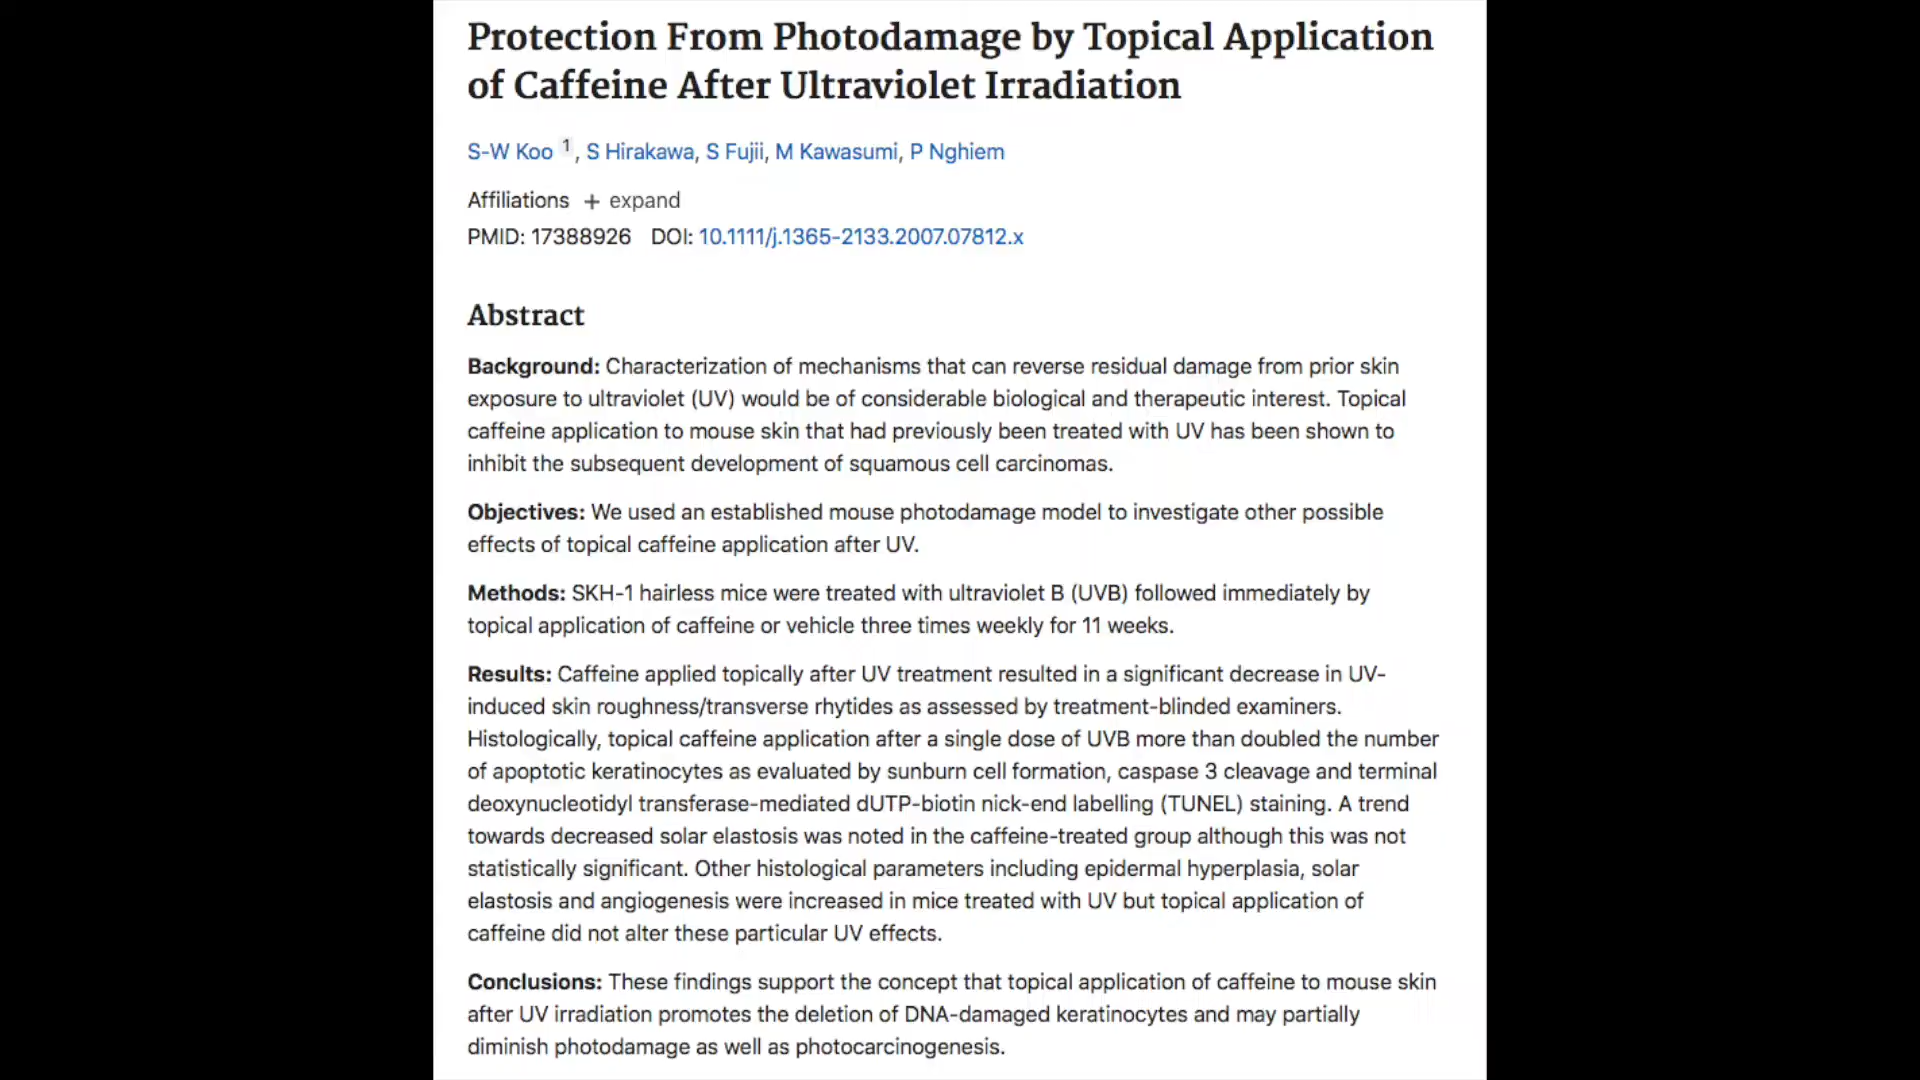 Protection From Photodamage by Topical Application
of Caffeine After Ultraviolet Irradiation
S-W Koo 1, S Hirakawa, S Fujii, M Kawasumi, P Nghiem
Affiliations + expand
PMID: 17388926 DOI: 10.1111/j.1365-2133.2007.07812.x
Abstract
Background: Characterization of mechanisms that can reverse residual damage from prior skin
exposure to ultraviolet (UV) would be of considerable biological and therapeutic interest. Topical
caffeine application to mouse skin that had previously been treated with UV has been shown to
inhibit the subsequent development of squamous cell carcinomas.
Objectives: We used an established mouse photodamage model to investigate other possible
effects of topical caffeine application after UV.
Methods: SKH-1 hairless mice were treated with ultraviolet B (UVB) followed immediately by
topical application of caffeine or vehicle three times weekly for 11 weeks.
Results: Caffeine applied topically after UV treatment resulted in a significant decrease in UV-
induced skin roughness/transverse rhytides as assessed by treatment-blinded examiners.
Histologically, topical caffeine application after a single dose of UVB more than doubled the number
of apoptotic keratinocytes as evaluated by sunburn cell formation, caspase 3 cleavage and terminal
deoxynucleotidyl transferase-mediated dUTP-biotin nick-end labelling (TUNEL) staining. A trend
towards decreased solar elastosis was noted in the caffeine-treated group although this was not
statistically significant. Other histological parameters including epidermal hyperplasia, solar
elastosis and angiogenesis were increased in mice treated with UV but topical application of
caffeine did not alter these particular UV effects.
Conclusions: These findings support the concept that topical application of caffeine to mouse skin
after UV irradiation promotes the deletion of DNA-damaged keratinocytes and may partially
diminish photodamage as well as photocarcinogenesis.